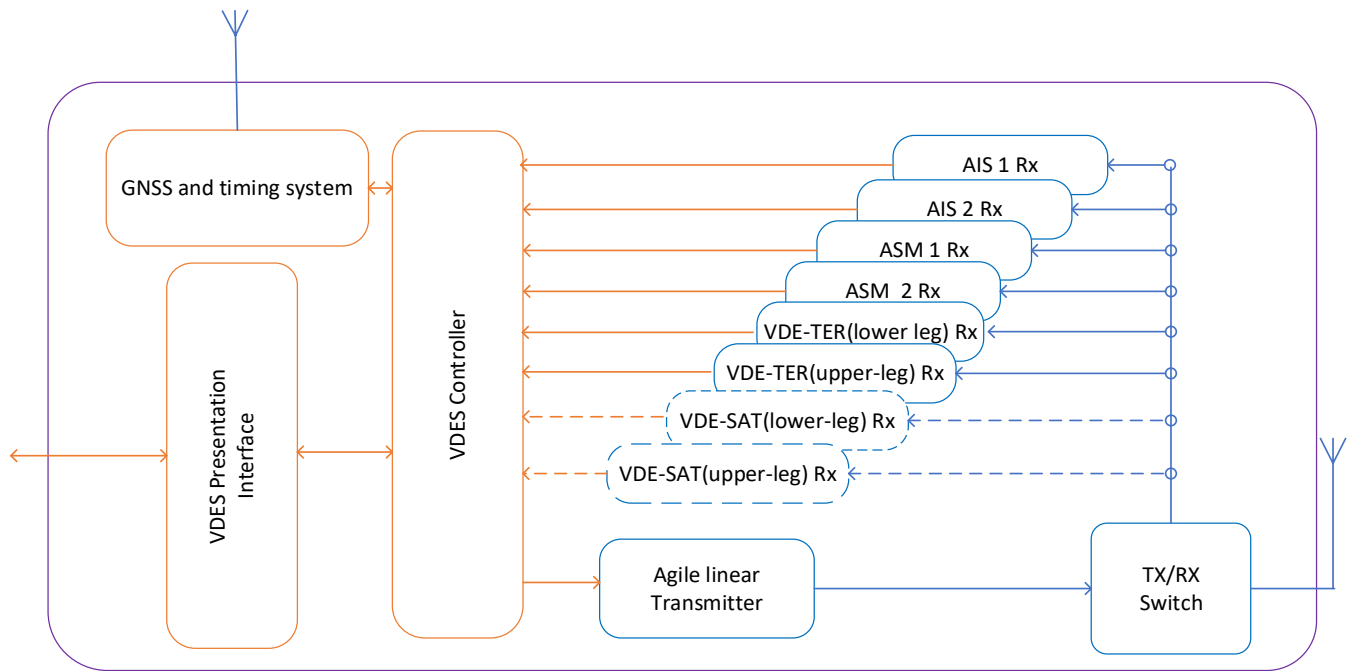 GNSS and timing system
VDES Presentation
Interface
VDES Controller
AIS 1 Rx
AIS 2 Rx
ASM 1 Rx
ASM 2 Rx
VDE-TER(lower leg) Rx
VDE-TER(upper-leg) Rx
VDE-SAT(lower-leg) Rx
VDE-SAT(upper-leg) Rx
Agile linear
Transmitter
TX/RX
Switch